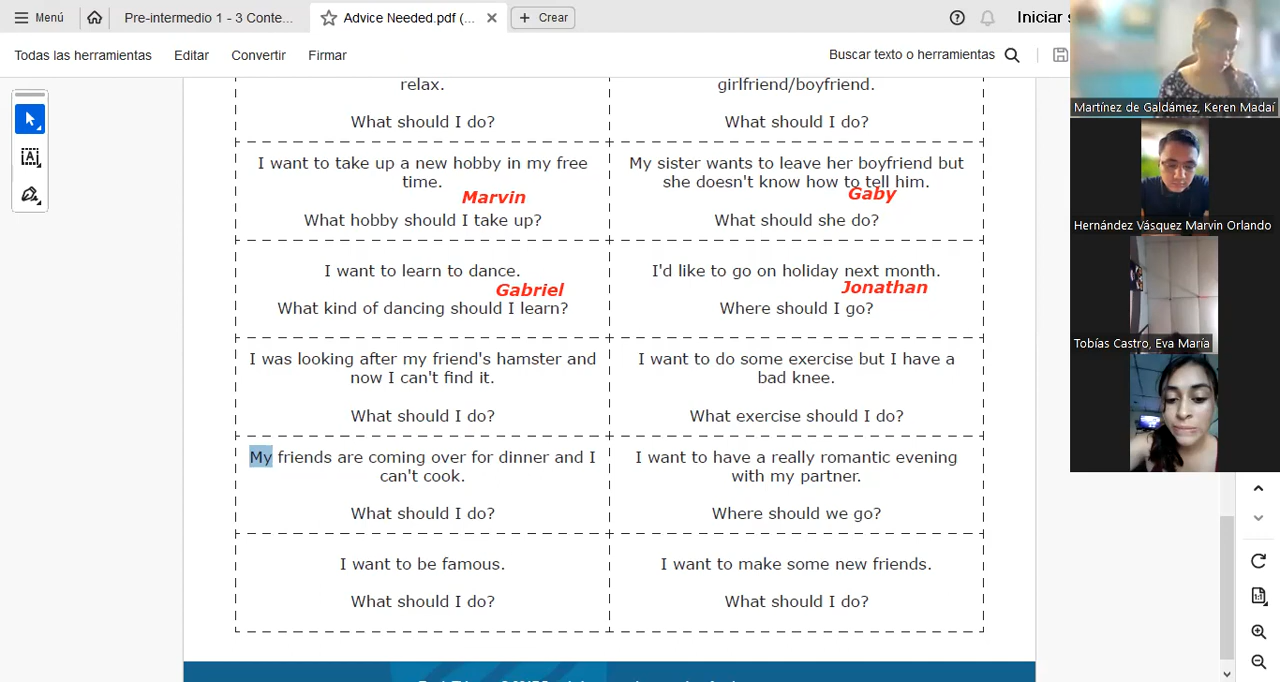 Menú
Pre-intermedio 1 - 3 Conte...
Advice Needed.pdf (...
Crear
Iniciar s
Todas las herramientas
Editar
Convertir
Firmar
Buscar texto o herramientas
relax.
What should I do?
girlfriend/boyfriend.
What should I do?
I want to take up a new hobby in my free
time.
Marvin
What hobby should I take up?
My sister wants to leave her boyfriend but
she doesn't know how to tell him.
Gaby
What should she do?
I want to learn to dance.
Gabriel
What kind of dancing should I learn?
I'd like to go on holiday next month.
Jonathan
Where should I go?
I was looking after my friend's hamster and
now I can't find it.
What should I do?
I want to do some exercise but I have a
bad knee.
What exercise should I do?
My friends are coming over for dinner and I
can't cook.
What should I do?
I want to have a really romantic evening
with my partner.
Where should we go?
I want to be famous.
What should I do?
I want to make some new friends.
What should I do?
Martínez de Galdámez, Keren Madai
Hernández Vásquez Marvin Orlando
Tobías Castro, Eva María